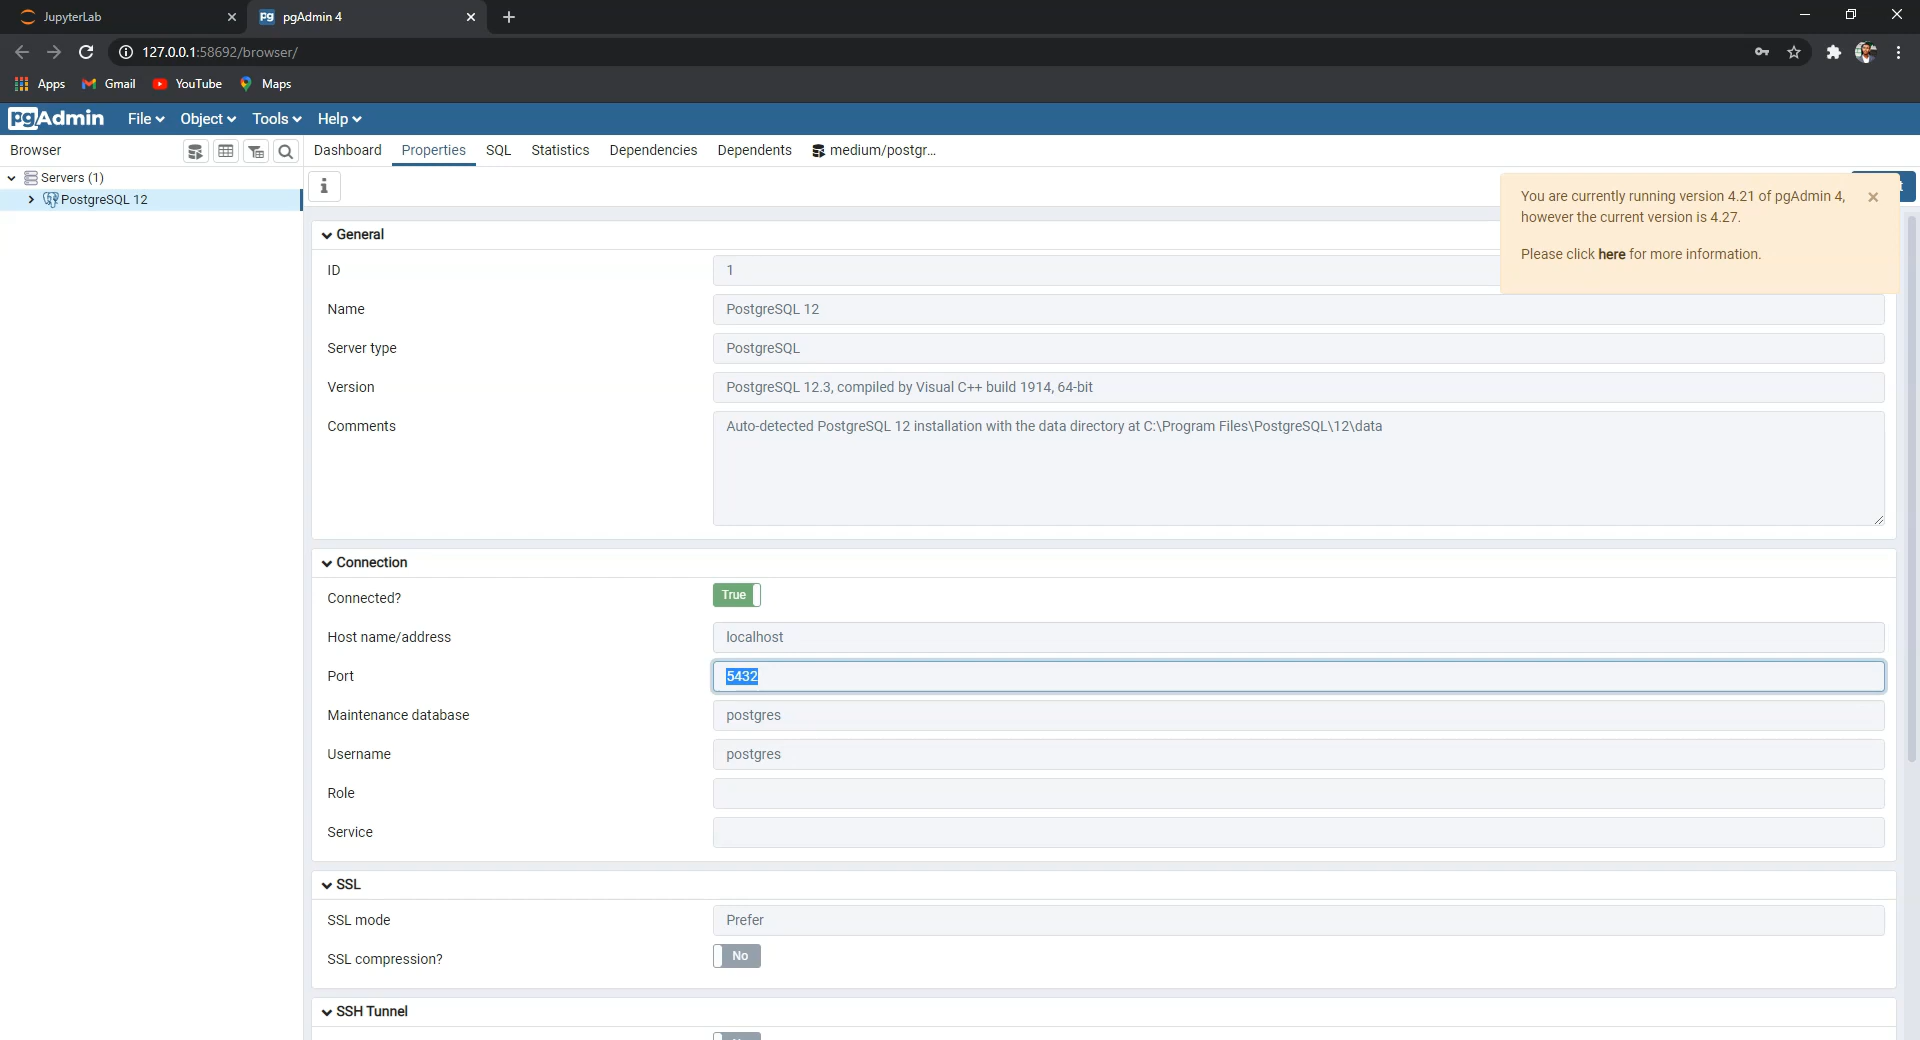 JupyterLab
pgAdmin 4
127.0.0.1:58692/browser/
Apps
Gmail
YouTube
Maps
pgAdmin
File
Object
Tools
Help
Browser
Dashboard
Properties
SQL
Statistics
Dependencies
Dependents
medium/postgr...
Servers (1)
PostgreSQL 12
You are currently running version 4.21 of pgAdmin 4,
however the current version is 4.27.
Please click here for more information.
General
ID
1
Name
PostgreSQL 12
Server type
PostgreSQL
Version
PostgreSQL 12.3, compiled by Visual C++ build 1914, 64-bit
Comments
Auto-detected PostgreSQL 12 installation with the data directory at C:\Program Files\PostgreSQL\12\data
Connection
Connected?
True
Host name/address
localhost
Port
5432
Maintenance database
postgres
Username
postgres
Role
Service
SSL
SSL mode
Prefer
SSL compression?
No
SSH Tunnel